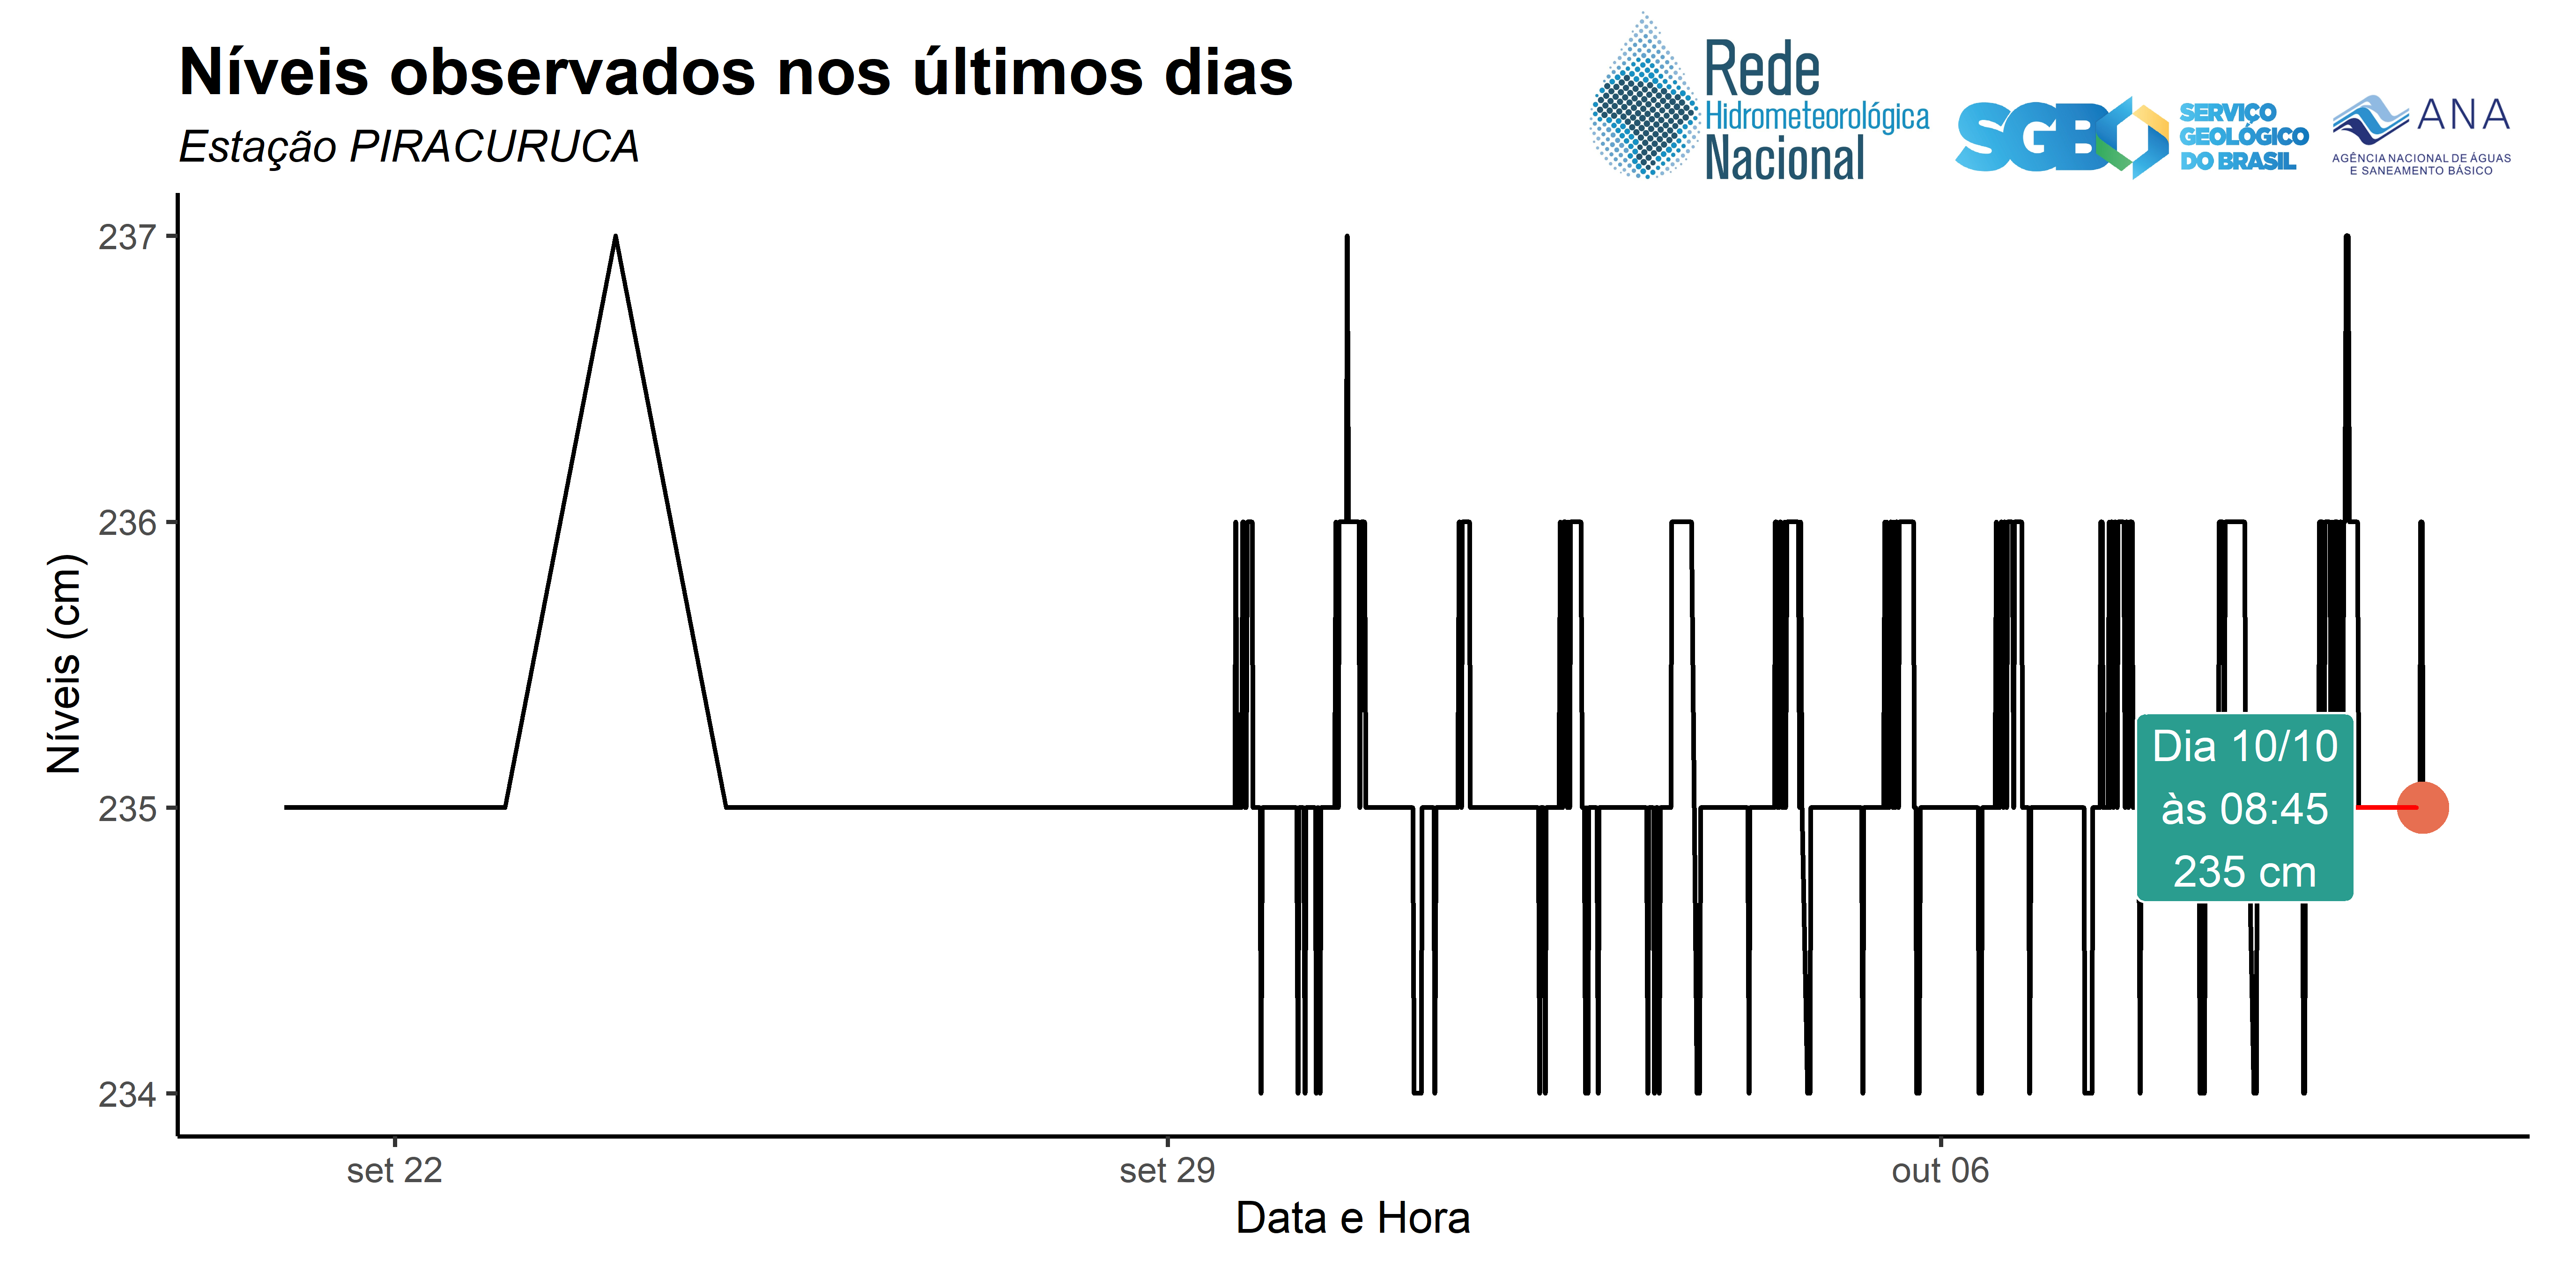 Níveis observados nos últimos dias
Estação PIRACURUCA
Rede
Hidrometeorológica
Nacional
SGB
SERVIÇO
GEOLÓGICO
DO BRASIL
ANA
AGÊNCIA NACIONAL DE ÁGUAS
E SANEAMENTO BÁSICO
Níveis (cm)
237
236
235
234
Dia 10/10
às 08:45
235 cm
set 22
set 29
out 06
Data e Hora